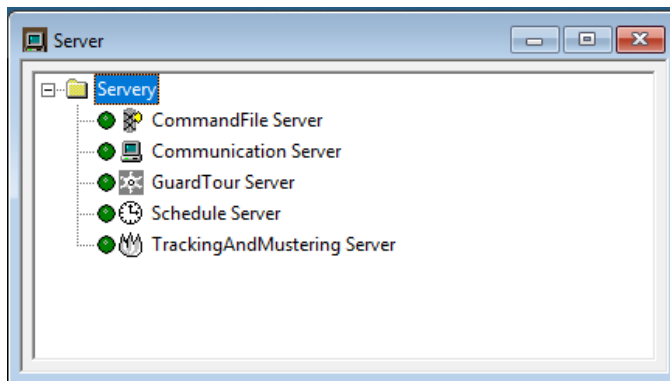 Server
Servery
CommandFile Server
Communication Server
GuardTour Server
Schedule Server
TrackingAndMustering Server